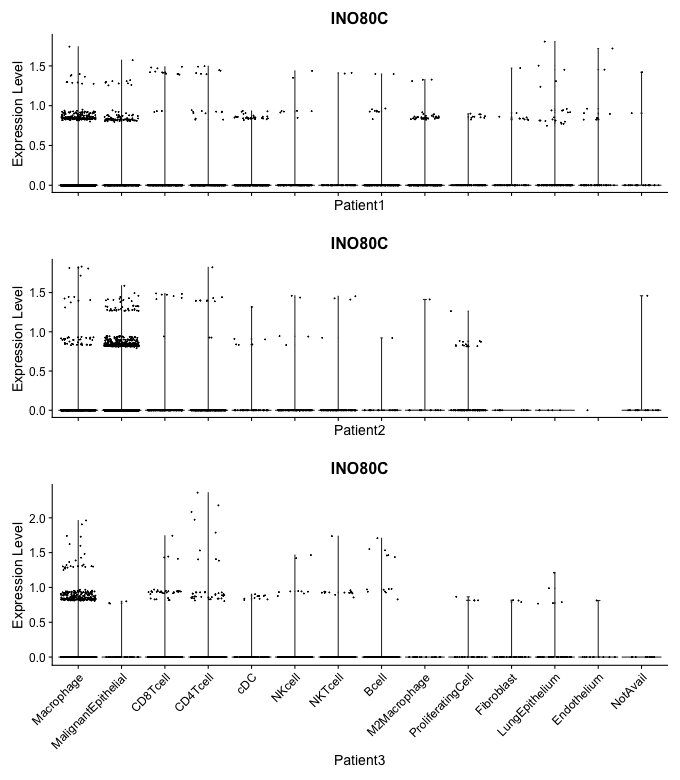 INO80C
Expression Level
1.5
1.0
0.5
0.0
Patient1
INO80C
Expression Level
1.5
1.0
0.5
0.0
Patient2
INO80C
Expression Level
2.0
1.5
1.0
0.5
0.0
Macrophage
MalignantEpithelial
CD8Tcell
CD4Tcell
cDC
NKcell
NKTcell
Bcell
M2Macrophage
ProliferatingCell
Fibroblast
LungEpithelium
Endothelium
NotAvail
Patient3